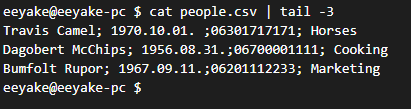 eeyake@eeyake-pc $ cat people.csv | tail -3
Travis Camel; 1970.10.01. ;06301717171; Horses
Dagobert McChips; 1956.08.31.;06700001111; Cooking
Bumfolt Rupor; 1967.09.11.;06201112233; Marketing
eeyake@eeyake-pc $